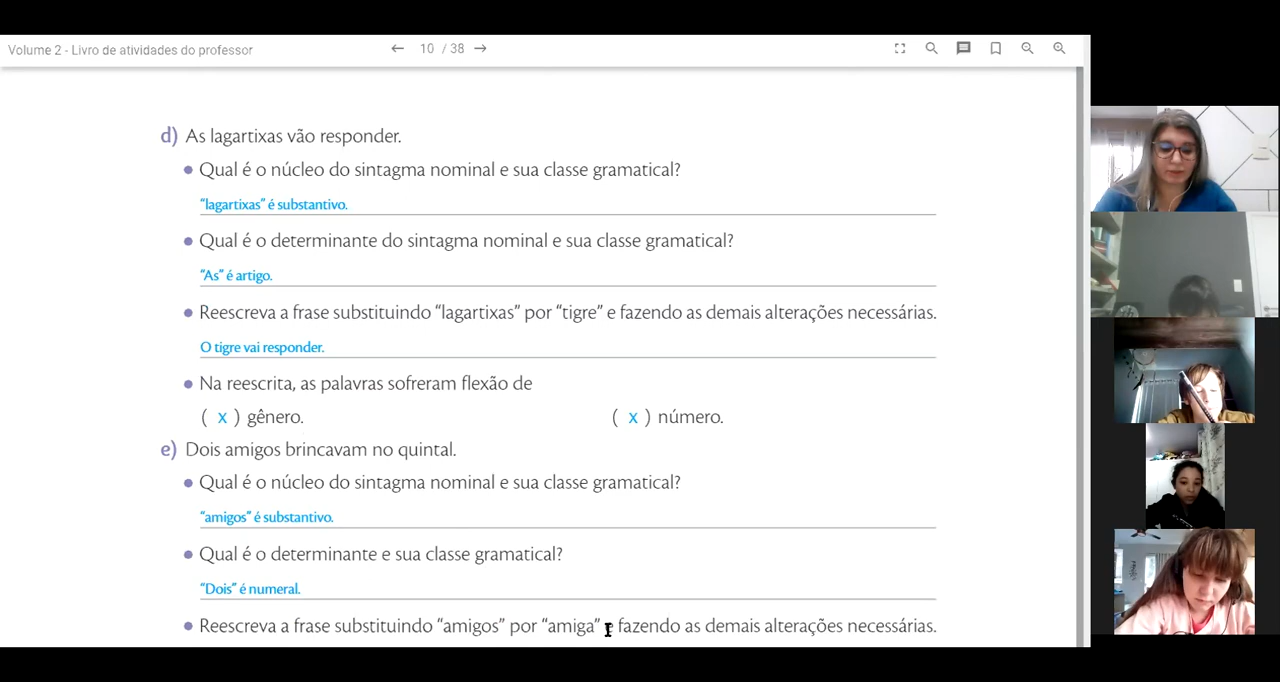 Volume 2 - Livro de atividades do professor
10 / 38
d) As lagartixas vão responder.
• Qual é o núcleo do sintagma nominal e sua classe gramatical?
“lagartixas” é substantivo.
• Qual é o determinante do sintagma nominal e sua classe gramatical?
“As” é artigo.
• Reescreva a frase substituindo “lagartixas” por “tigre” e fazendo as demais alterações necessárias.
O tigre vai responder.
• Na reescrita, as palavras sofreram flexão de
( x ) gênero. ( x ) número.
e) Dois amigos brincavam no quintal.
• Qual é o núcleo do sintagma nominal e sua classe gramatical?
“amigos” é substantivo.
• Qual é o determinante e sua classe gramatical?
“Dois” é numeral.
• Reescreva a frase substituindo “amigos” por “amiga” e fazendo as demais alterações necessárias.